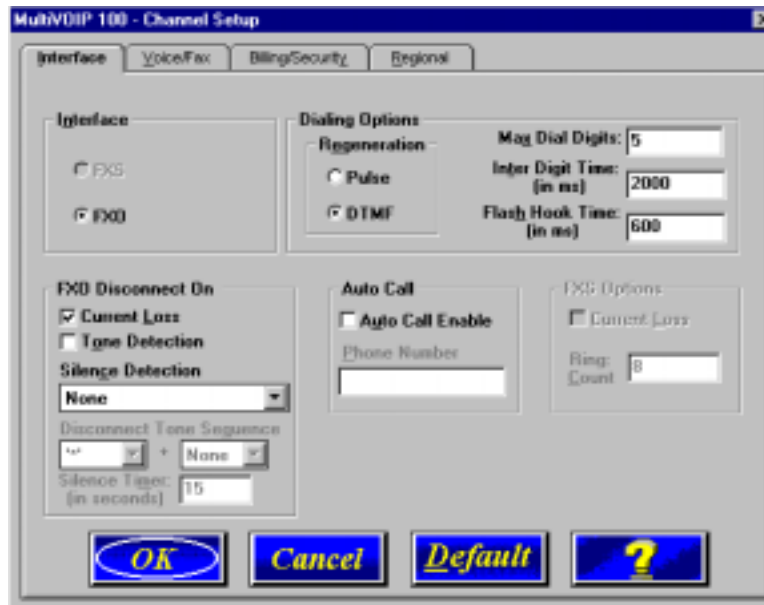 MultiVOIP 100 - Channel Setup
Interface
Voice/Fax
Billing/Security
Regional
Interface
FXS
FXO
Dialing Options
Regeneration
Pulse
DTMF
Max Dial Digits: 5
Inter Digit Time: (in ms) 2000
Flash Hook Time: (in ms) 600
FXO Disconnect On
Current Loss
Tone Detection
Silence Detection
None
Disconnect Tone Sequence
"*" + None
Silence Timer: (in seconds) 15
Auto Call
Auto Call Enable
Phone Number
FXS Options
Current Loss
Ring: Count 8
OK
Cancel
Default
?